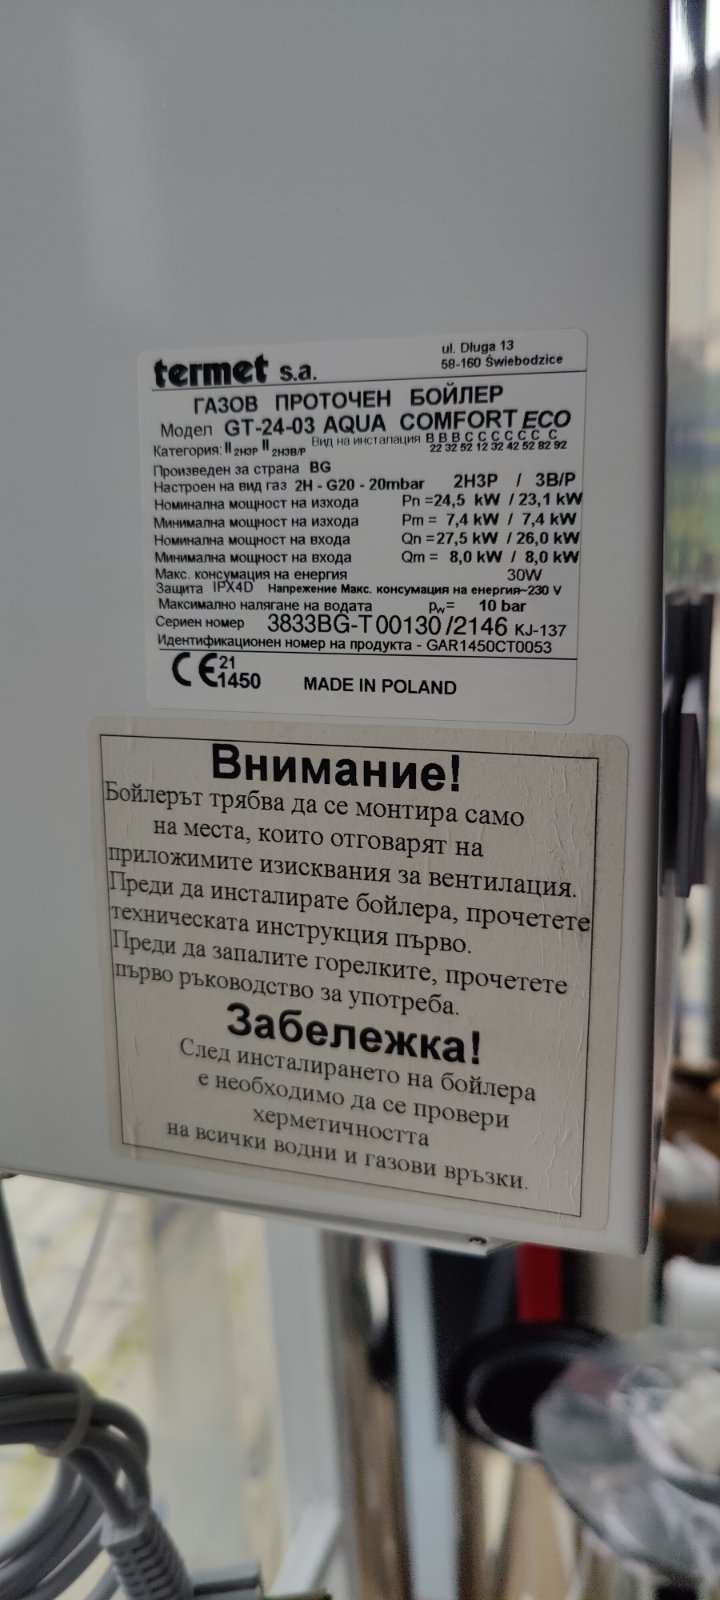 termet s.a.
ul. Długa 13
58-160 Świebodzice
ГАЗОВ ПРОТОЧЕН БОЙЛЕР
Модел GT-24-03 AQUA COMFORT ECO
Категория: II2H3P II2H3B/P Вид на инсталация B B B C C C C C C C
22 32 52 12 32 42 52 82 92
Произведен за страна BG
Настроен на вид газ 2H - G20 - 20mbar 2H3P / 3B/P
Номинална мощност на изхода Pn =24,5 kW / 23,1 kW
Минимална мощност на изхода Pm = 7,4 kW / 7,4 kW
Номинална мощност на входа Qn =27,5 kW / 26,0 kW
Минимална мощност на входа Qm = 8,0 kW / 8,0 kW
Макс. консумация на енергия 30W
Защита IPX4D Напрежение Макс. консумация на енергия~230 V
Максимално налягане на водата pw= 10 bar
Сериен номер 3833BG-T 00130 /2146 KJ-137
Идентификационен номер на продукта - GAR1450CT0053
CE 21
1450 MADE IN POLAND
Внимание!
Бойлерът трябва да се монтира само
на места, които отговарят на
приложимите изисквания за вентилация.
Преди да инсталирате бойлера, прочетете
техническата инструкция първо.
Преди да запалите горелките, прочетете
първо ръководство за употреба.
Забележка!
След инсталирането на бойлера
е необходимо да се провери
херметичността
на всички водни и газови връзки.